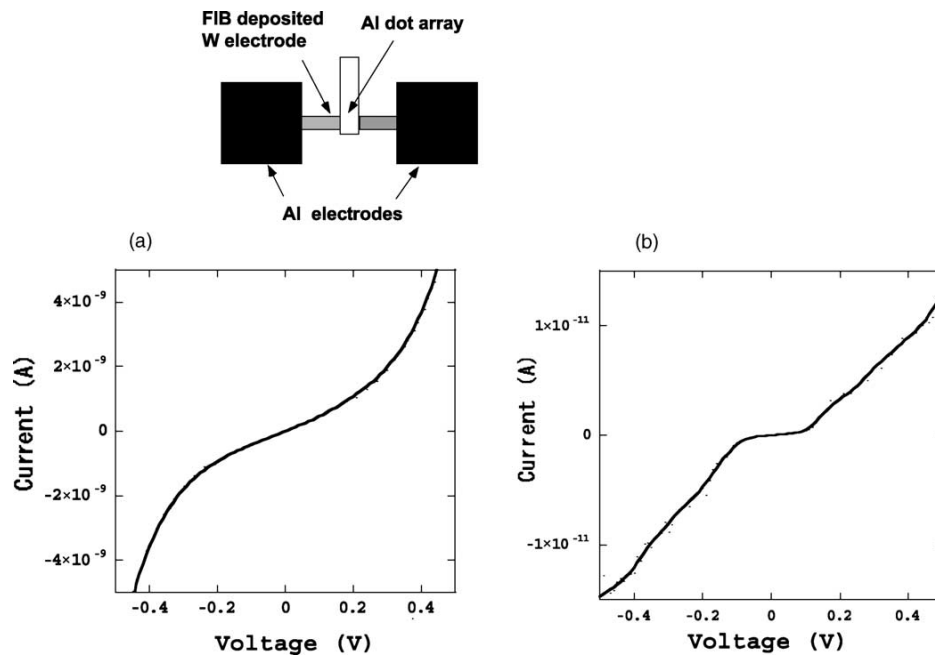 FIB deposited
W electrode
Al dot array
Al electrodes
(a)
4×10⁻⁹
2×10⁻⁹
0
-2×10⁻⁹
-4×10⁻⁹
Current (A)
-0.4 -0.2 0 0.2 0.4
Voltage (V)
(b)
1×10⁻¹¹
0
-1×10⁻¹¹
Current (A)
-0.4 -0.2 0 0.2 0.4
Voltage (V)